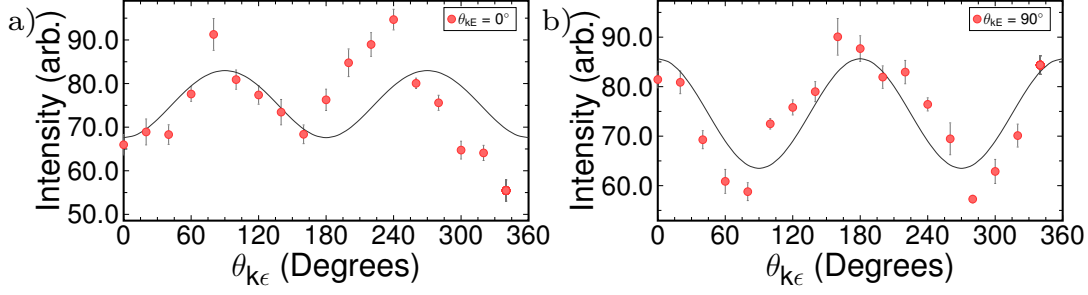 a)
θkE = 0°
90.0
80.0
70.0
60.0
50.0
Intensity (arb.)
0 60 120 180 240 300 360
θkϵ (Degrees)
b)
θkE = 90°
90.0
80.0
70.0
60.0
Intensity (arb.)
0 60 120 180 240 300 360
θkϵ (Degrees)